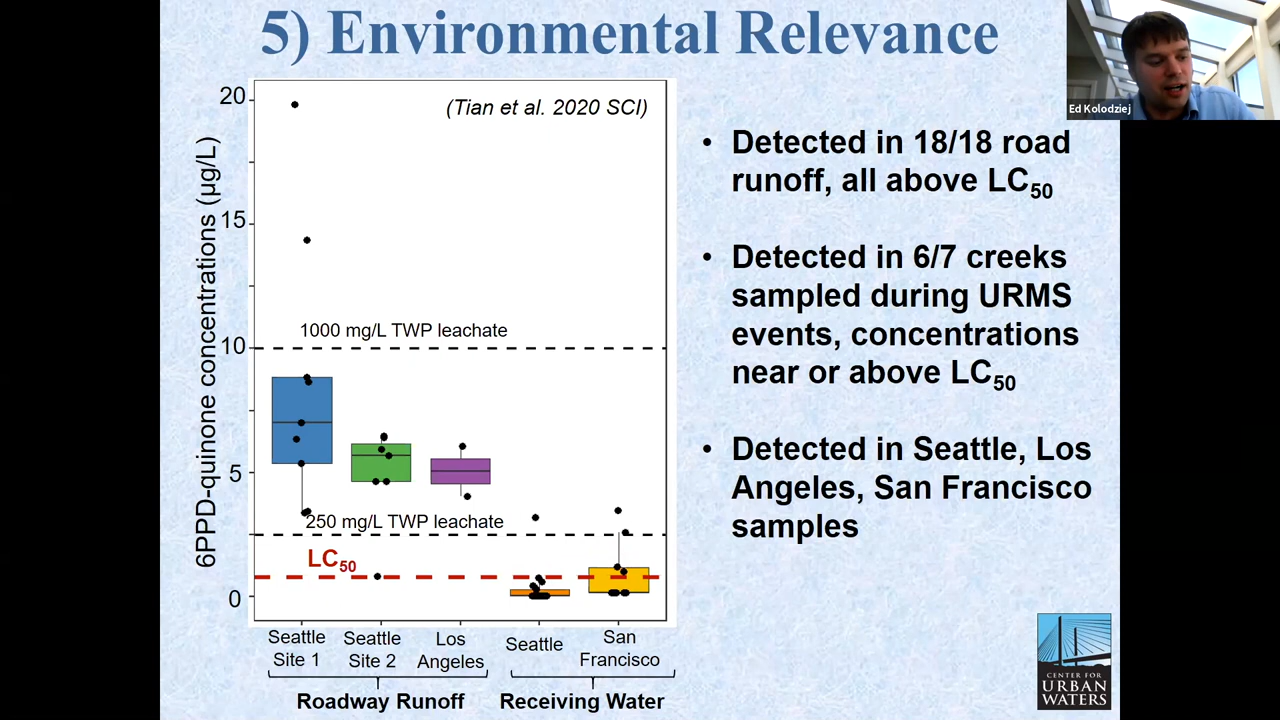 5) Environmental Relevance
Ed Kolodziej
(Tian et al. 2020 SCI)
6PPD-quinone concentrations (µg/L)
20
15
10
5
0
1000 mg/L TWP leachate
250 mg/L TWP leachate
LC50
Seattle Site 1
Seattle Site 2
Los Angeles
Seattle
San Francisco
Roadway Runoff
Receiving Water
• Detected in 18/18 road
runoff, all above LC50
• Detected in 6/7 creeks
sampled during URMS
events, concentrations
near or above LC50
• Detected in Seattle, Los
Angeles, San Francisco
samples
CENTER FOR
URBAN
WATERS